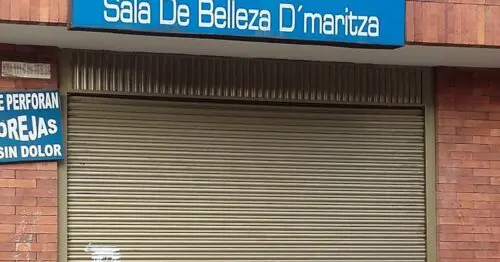 Sala De Belleza D´maritza
E PERFORAN
OREJAS
SIN DOLOR